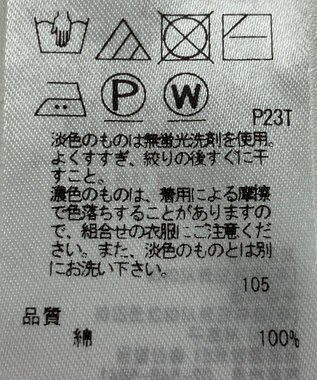 P
W
P23T
淡色のものは無蛍光洗剤を使用。
よくすすぎ、絞りの後すぐに干
すこと。
濃色のものは、着用による摩擦
で色落ちすることがありますの
で、組合せの衣服にご注意くだ
さい。また、淡色のものとは別
にお洗い下さい。
105
品質
綿 100%